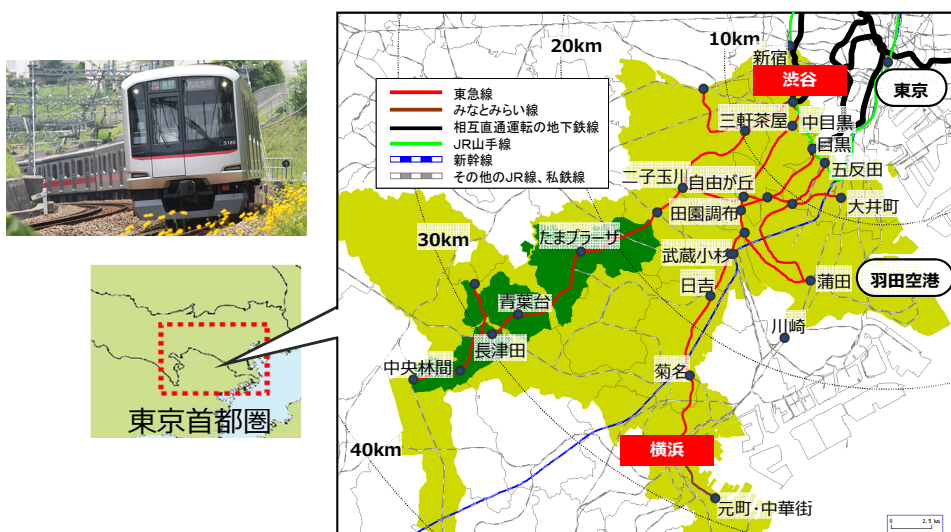 10km
20km
新宿
渋谷
東京
東急線
みなとみらい線
相互直通運転の地下鉄線
JR山手線
新幹線
その他のJR線、私鉄線
三軒茶屋
中目黒
目黒
五反田
二子玉川
自由が丘
大井町
田園調布
30km
たまプラーザ
武蔵小杉
羽田空港
蒲田
日吉
青葉台
川崎
長津田
中央林間
菊名
東京首都圏
40km
横浜
元町・中華街
0 2.5 km
5105